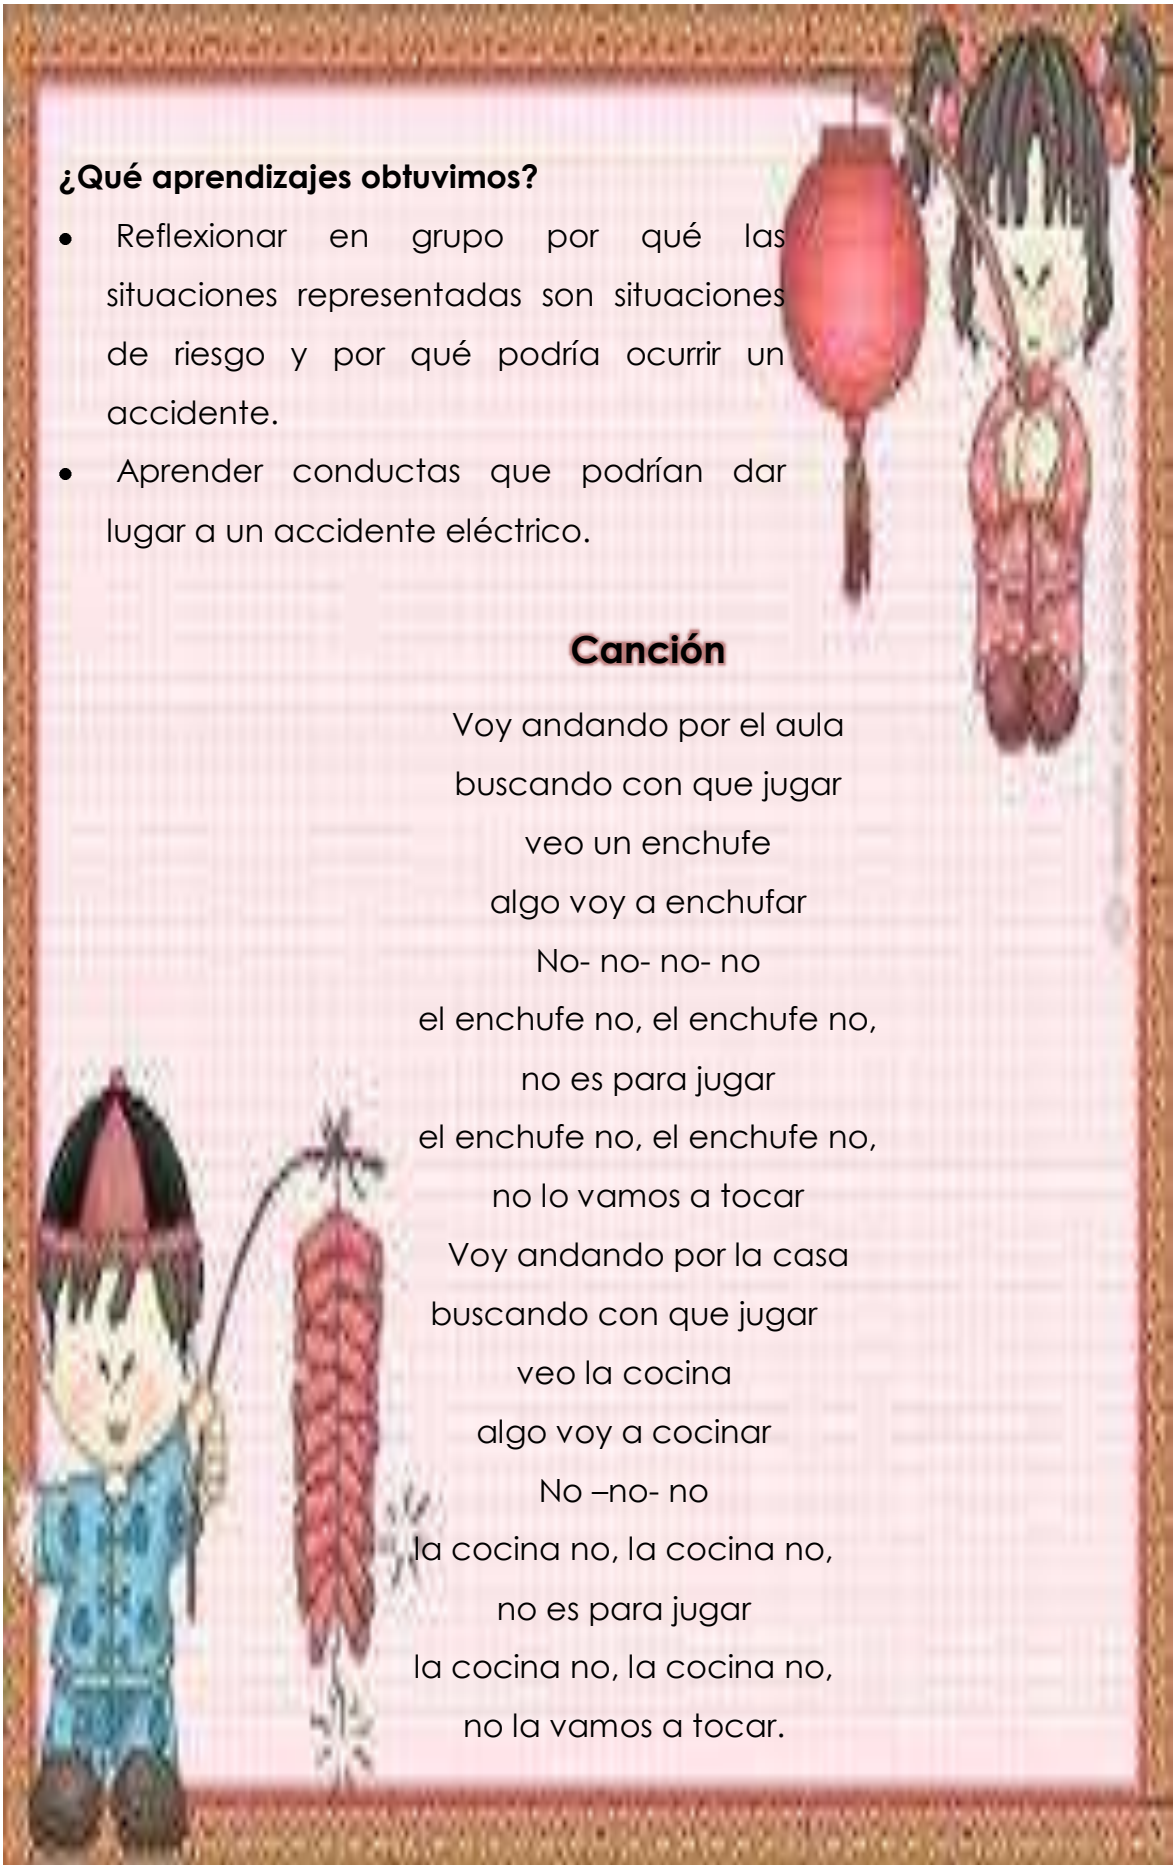 ¿Qué aprendizajes obtuvimos?
• Reflexionar en grupo por qué las
situaciones representadas son situaciones
de riesgo y por qué podría ocurrir un
accidente.
• Aprender conductas que podrían dar
lugar a un accidente eléctrico.
Canción
Voy andando por el aula
buscando con que jugar
veo un enchufe
algo voy a enchufar
No- no- no- no
el enchufe no, el enchufe no,
no es para jugar
el enchufe no, el enchufe no,
no lo vamos a tocar
Voy andando por la casa
buscando con que jugar
veo la cocina
algo voy a cocinar
No –no- no
la cocina no, la cocina no,
no es para jugar
la cocina no, la cocina no,
no la vamos a tocar.